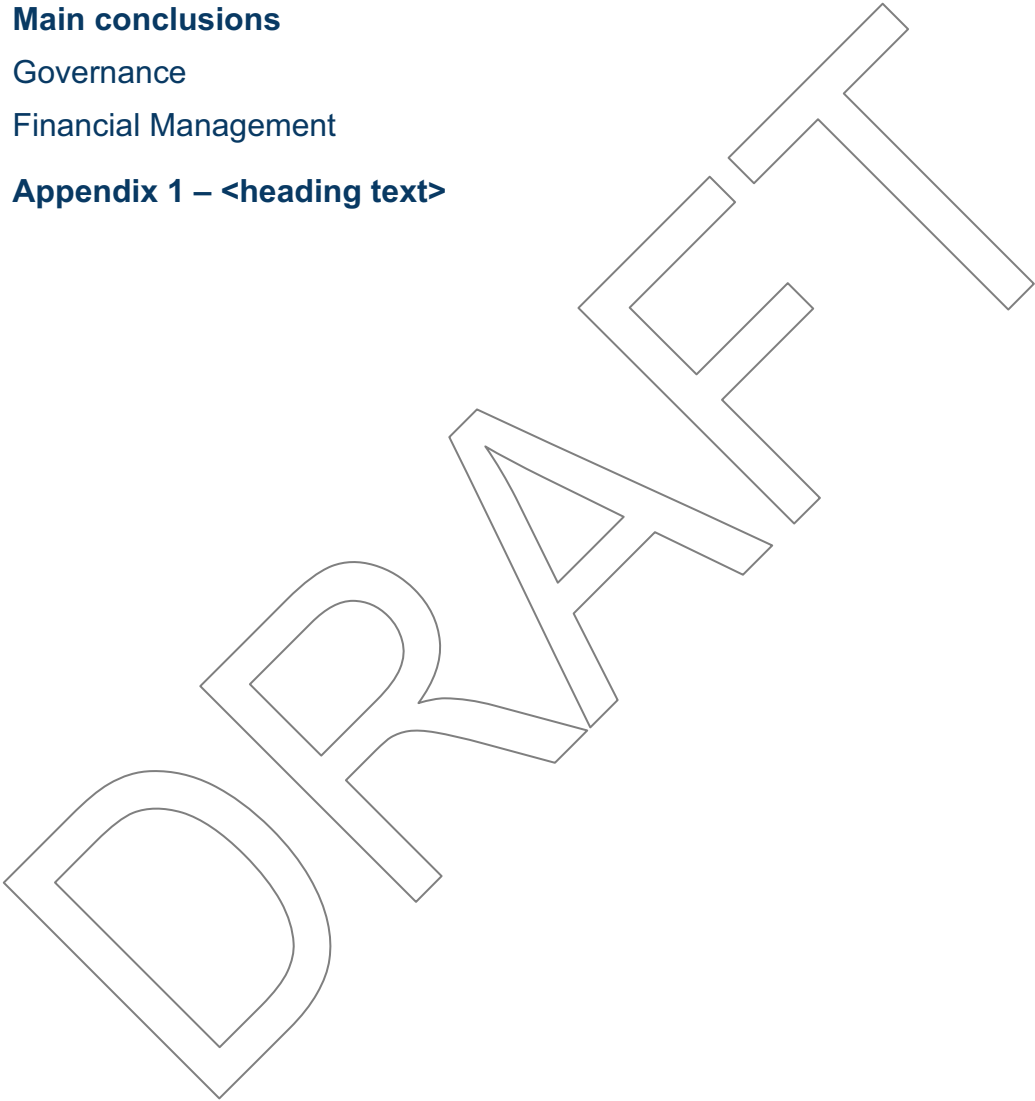 Main conclusions
Governance
Financial Management
Appendix 1 – <heading text>
DRAFT